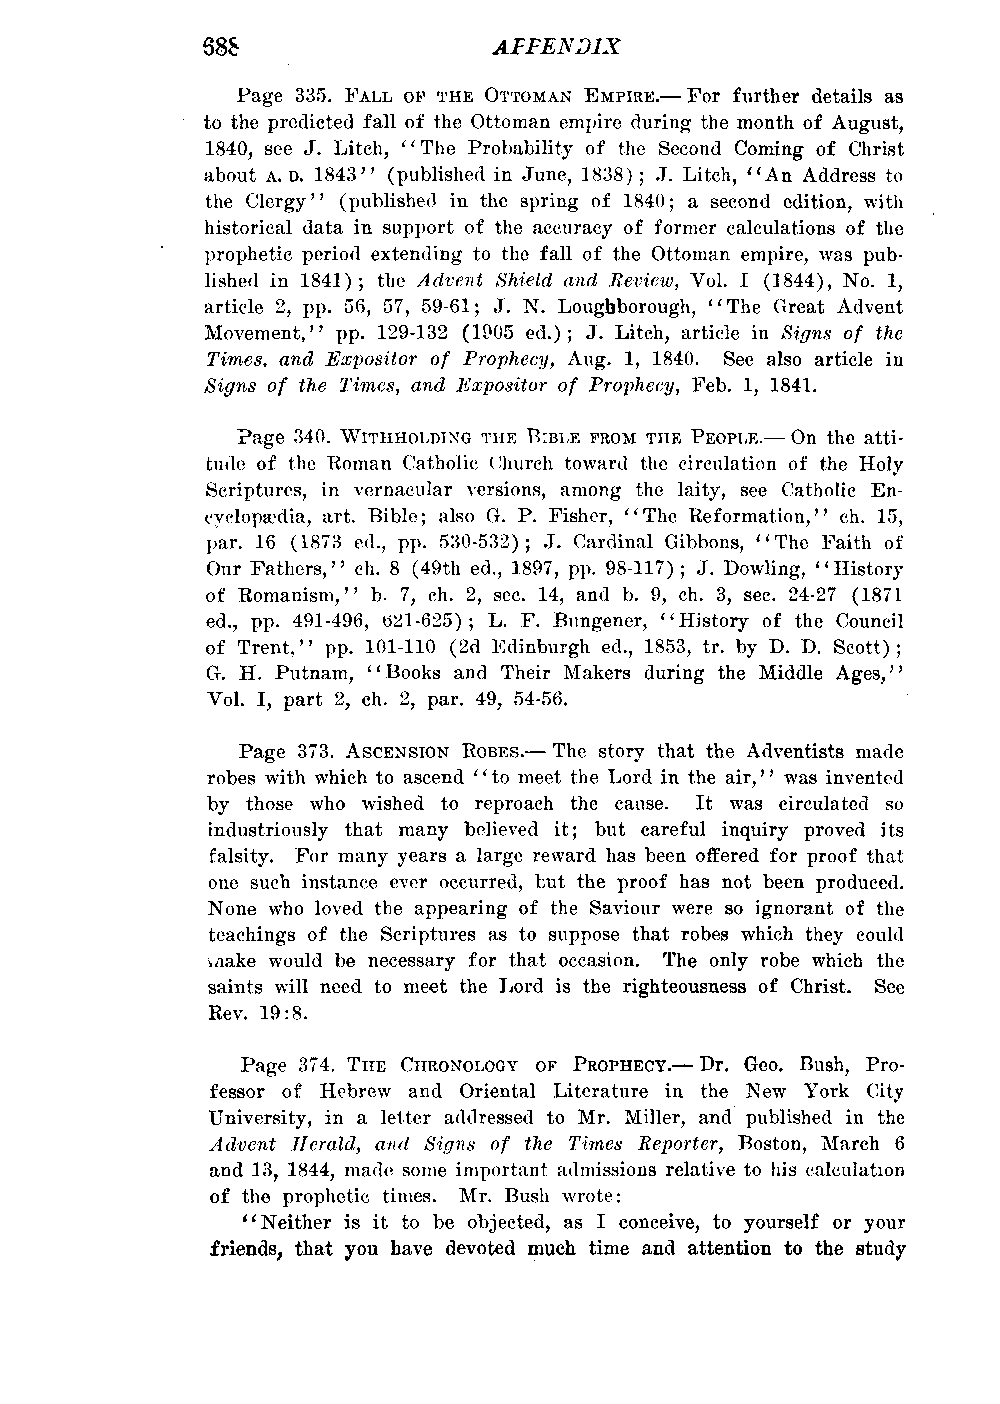 688 APPENDIX
Page 335. FALL OF THE OTTOMAN EMPIRE.— For further details as
to the predicted fall of the Ottoman empire during the month of August,
1840, see J. Litch, ‘‘The Probability of the Second Coming of Christ
about A. D. 1843’’ (published in June, 1838); J. Litch, ‘‘An Address to
the Clergy’’ (published in the spring of 1840; a second edition, with
historical data in support of the accuracy of former calculations of the
prophetic period extending to the fall of the Ottoman empire, was pub-
lished in 1841); the Advent Shield and Review, Vol. I (1844), No. 1,
article 2, pp. 56, 57, 59-61; J. N. Loughborough, ‘‘The Great Advent
Movement,’’ pp. 129-132 (1905 ed.); J. Litch, article in Signs of the
Times, and Expositor of Prophecy, Aug. 1, 1840. See also article in
Signs of the Times, and Expositor of Prophecy, Feb. 1, 1841.
Page 340. WITHHOLDING THE BIBLE FROM THE PEOPLE.— On the atti-
tude of the Roman Catholic Church toward the circulation of the Holy
Scriptures, in vernacular versions, among the laity, see Catholic En-
cyclopædia, art. Bible; also G. P. Fisher, ‘‘The Reformation,’’ ch. 15,
par. 16 (1873 ed., pp. 530-532); J. Cardinal Gibbons, ‘‘The Faith of
Our Fathers,’’ ch. 8 (49th ed., 1897, pp. 98-117); J. Dowling, ‘‘History
of Romanism,’’ b. 7, ch. 2, sec. 14, and b. 9, ch. 3, sec. 24-27 (1871
ed., pp. 491-496, 621-625); L. F. Bungener, ‘‘History of the Council
of Trent,’’ pp. 101-110 (2d Edinburgh ed., 1853, tr. by D. D. Scott);
G. H. Putnam, ‘‘Books and Their Makers during the Middle Ages,’’
Vol. I, part 2, ch. 2, par. 49, 54-56.
Page 373. ASCENSION ROBES.— The story that the Adventists made
robes with which to ascend ‘‘to meet the Lord in the air,’’ was invented
by those who wished to reproach the cause. It was circulated so
industriously that many believed it; but careful inquiry proved its
falsity. For many years a large reward has been offered for proof that
one such instance ever occurred, but the proof has not been produced.
None who loved the appearing of the Saviour were so ignorant of the
teachings of the Scriptures as to suppose that robes which they could
make would be necessary for that occasion. The only robe which the
saints will need to meet the Lord is the righteousness of Christ. See
Rev. 19:8.
Page 374. THE CHRONOLOGY OF PROPHECY.— Dr. Geo. Bush, Pro-
fessor of Hebrew and Oriental Literature in the New York City
University, in a letter addressed to Mr. Miller, and published in the
Advent Herald, and Signs of the Times Reporter, Boston, March 6
and 13, 1844, made some important admissions relative to his calculation
of the prophetic times. Mr. Bush wrote:
‘‘Neither is it to be objected, as I conceive, to yourself or your
friends, that you have devoted much time and attention to the study